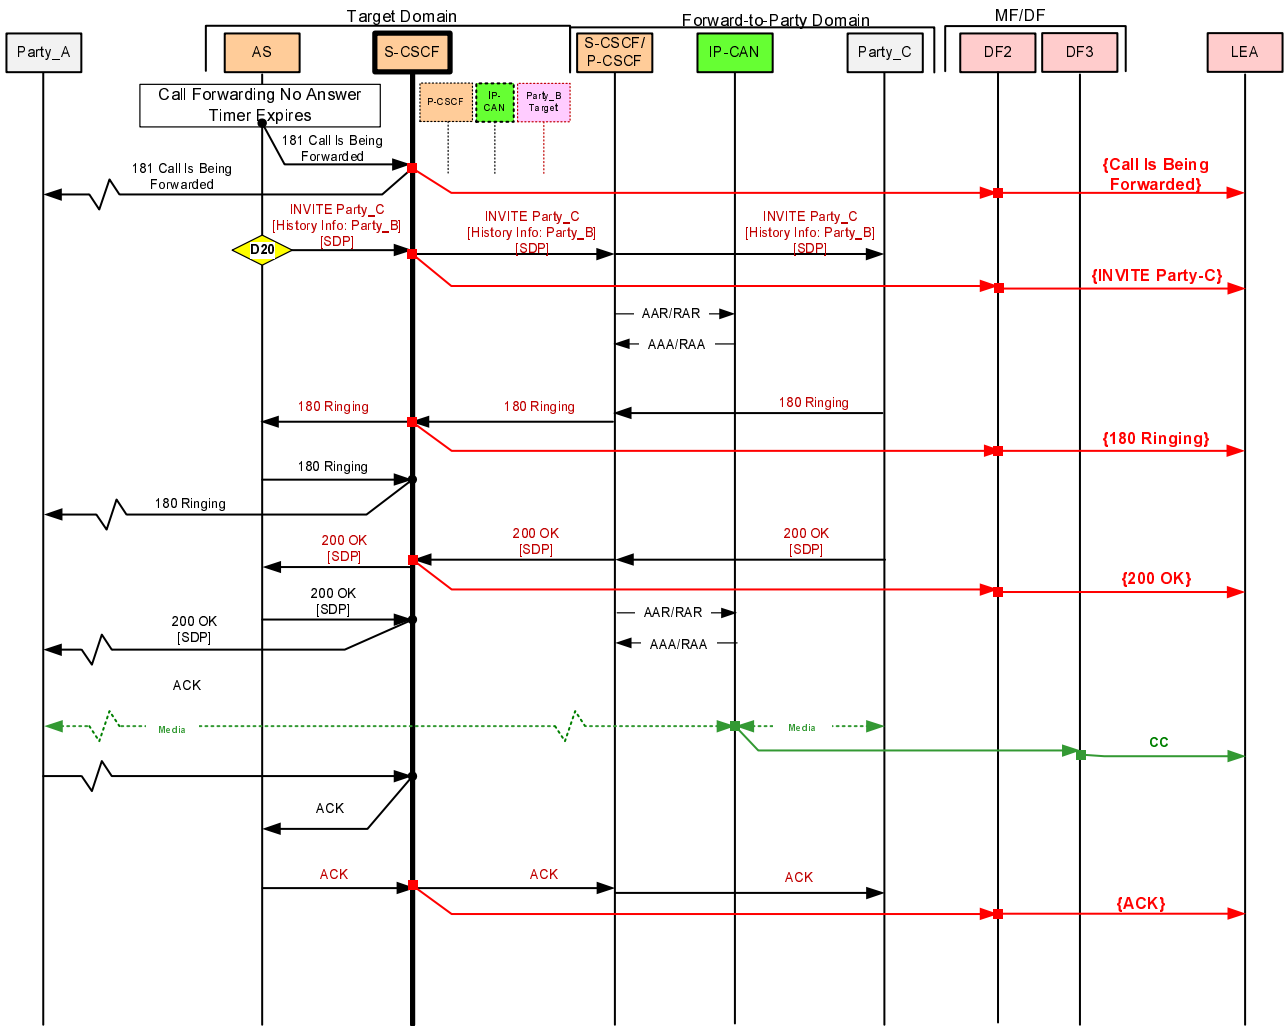 Target Domain
Forward-to-Party Domain
MF/DF
Party_A
AS
S-CSCF
S-CSCF/
P-CSCF
IP-CAN
Party_C
DF2
DF3
LEA
Call Forwarding No Answer
Timer Expires
P-CSCF
IP-
CAN
Party_B
Target
181 Call Is Being
Forwarded
181 Call Is Being
Forwarded
{Call Is Being
Forwarded}
D20
INVITE Party_C
[History Info: Party_B]
[SDP]
INVITE Party_C
[History Info: Party_B]
[SDP]
INVITE Party_C
[History Info: Party_B]
[SDP]
{INVITE Party-C}
AAR/RAR
AAA/RAA
180 Ringing
180 Ringing
180 Ringing
{180 Ringing}
180 Ringing
180 Ringing
200 OK
[SDP]
200 OK
[SDP]
200 OK
[SDP]
{200 OK}
200 OK
[SDP]
200 OK
[SDP]
AAR/RAR
AAA/RAA
ACK
Media
Media
CC
ACK
ACK
ACK
ACK
{ACK}